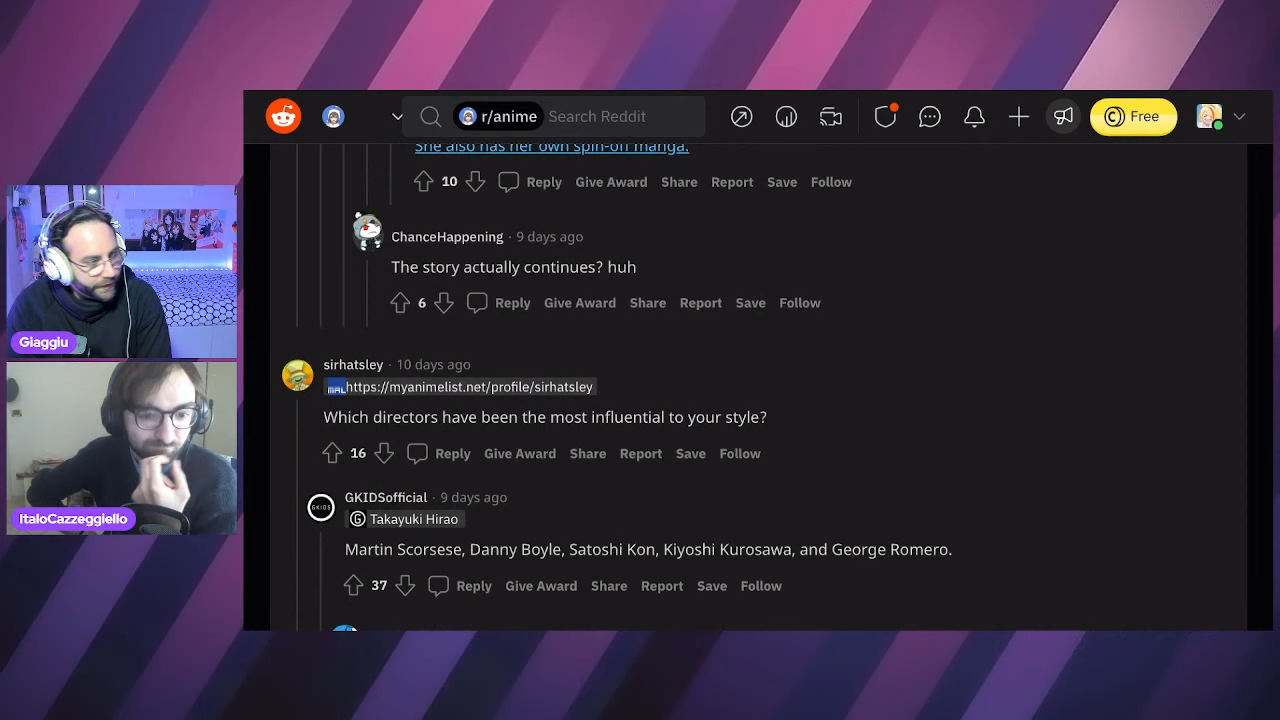 r/anime Search Reddit Free
She also has her own spin-off manga.
10 Reply Give Award Share Report Save Follow
ChanceHappening · 9 days ago
The story actually continues? huh
6 Reply Give Award Share Report Save Follow
sirhatsley · 10 days ago
MAL https://myanimelist.net/profile/sirhatsley
Which directors have been the most influential to your style?
16 Reply Give Award Share Report Save Follow
GKIDS
GKIDSofficial · 9 days ago
G Takayuki Hirao
Martin Scorsese, Danny Boyle, Satoshi Kon, Kiyoshi Kurosawa, and George Romero.
37 Reply Give Award Share Report Save Follow
Giaggiu
ItaloCazzeggiello